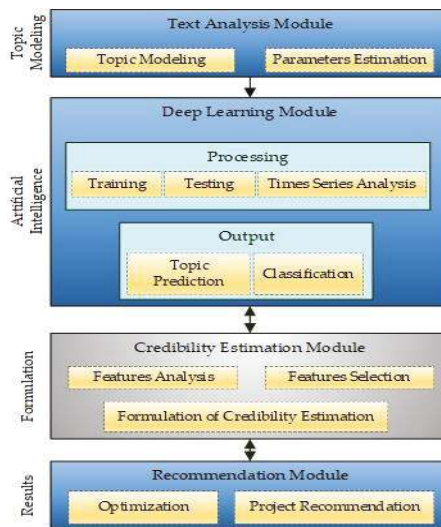 Topic
Modeling
Text Analysis Module
Topic Modeling
Parameters Estimation
Artificial
Intelligence
Deep Learning Module
Processing
Training
Testing
Times Series Analysis
Output
Topic
Prediction
Classification
Formulation
Credibility Estimation Module
Features Analysis
Features Selection
Formulation of Credibility Estimation
Results
Recommendation Module
Optimization
Project Recommendation